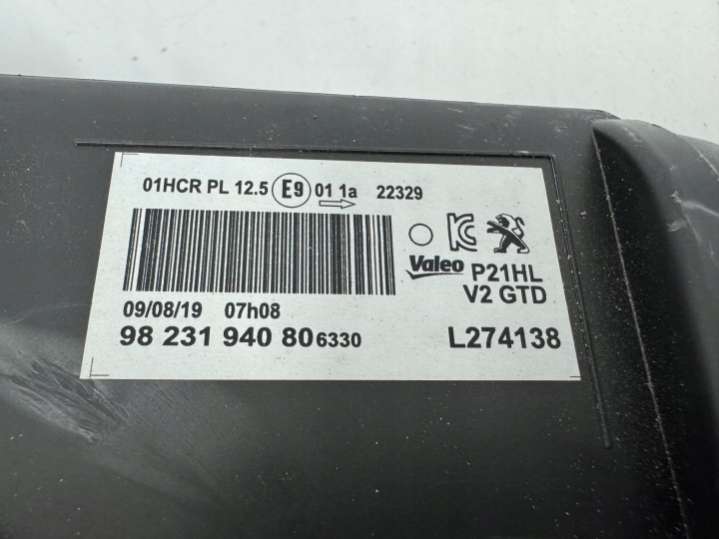 01HCR PL 12.5 E9 01 1a 22329
Valeo P21HL
V2 GTD
09/08/19 07h08
98 231 940 80 6330 L274138